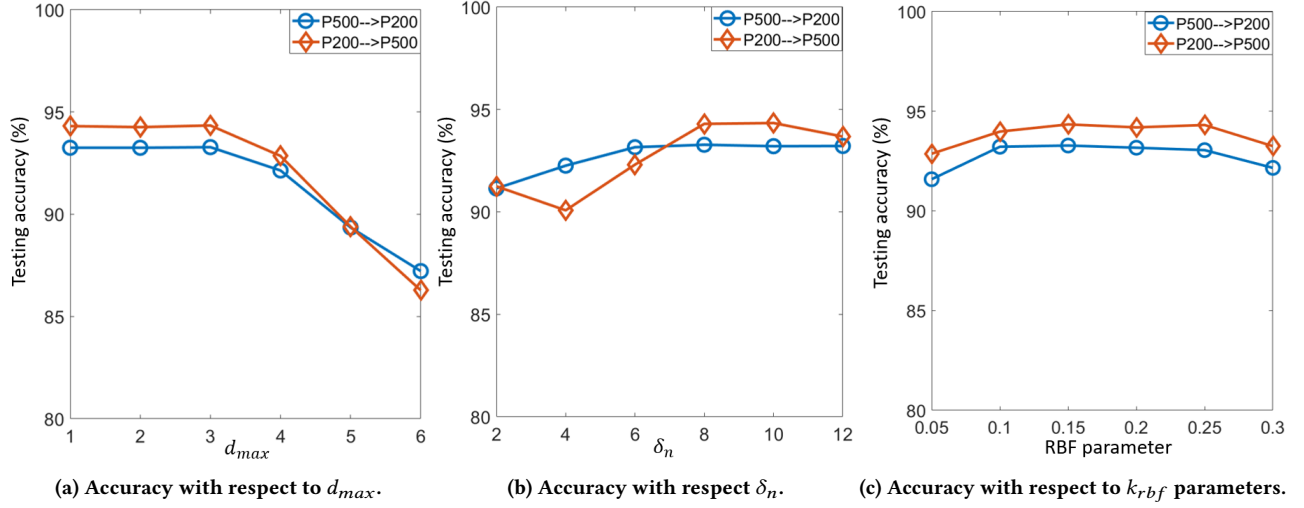 100
95
90
85
80
Testing accuracy (%)
P500-->P200
P200-->P500
1 2 3 4 5 6
d_max
(a) Accuracy with respect to d_max.
100
95
90
85
80
Testing accuracy (%)
P500-->P200
P200-->P500
2 4 6 8 10 12
δ_n
(b) Accuracy with respect δ_n.
100
95
90
85
80
Testing accuracy (%)
P500-->P200
P200-->P500
0.05 0.1 0.15 0.2 0.25 0.3
RBF parameter
(c) Accuracy with respect to k_rbf parameters.